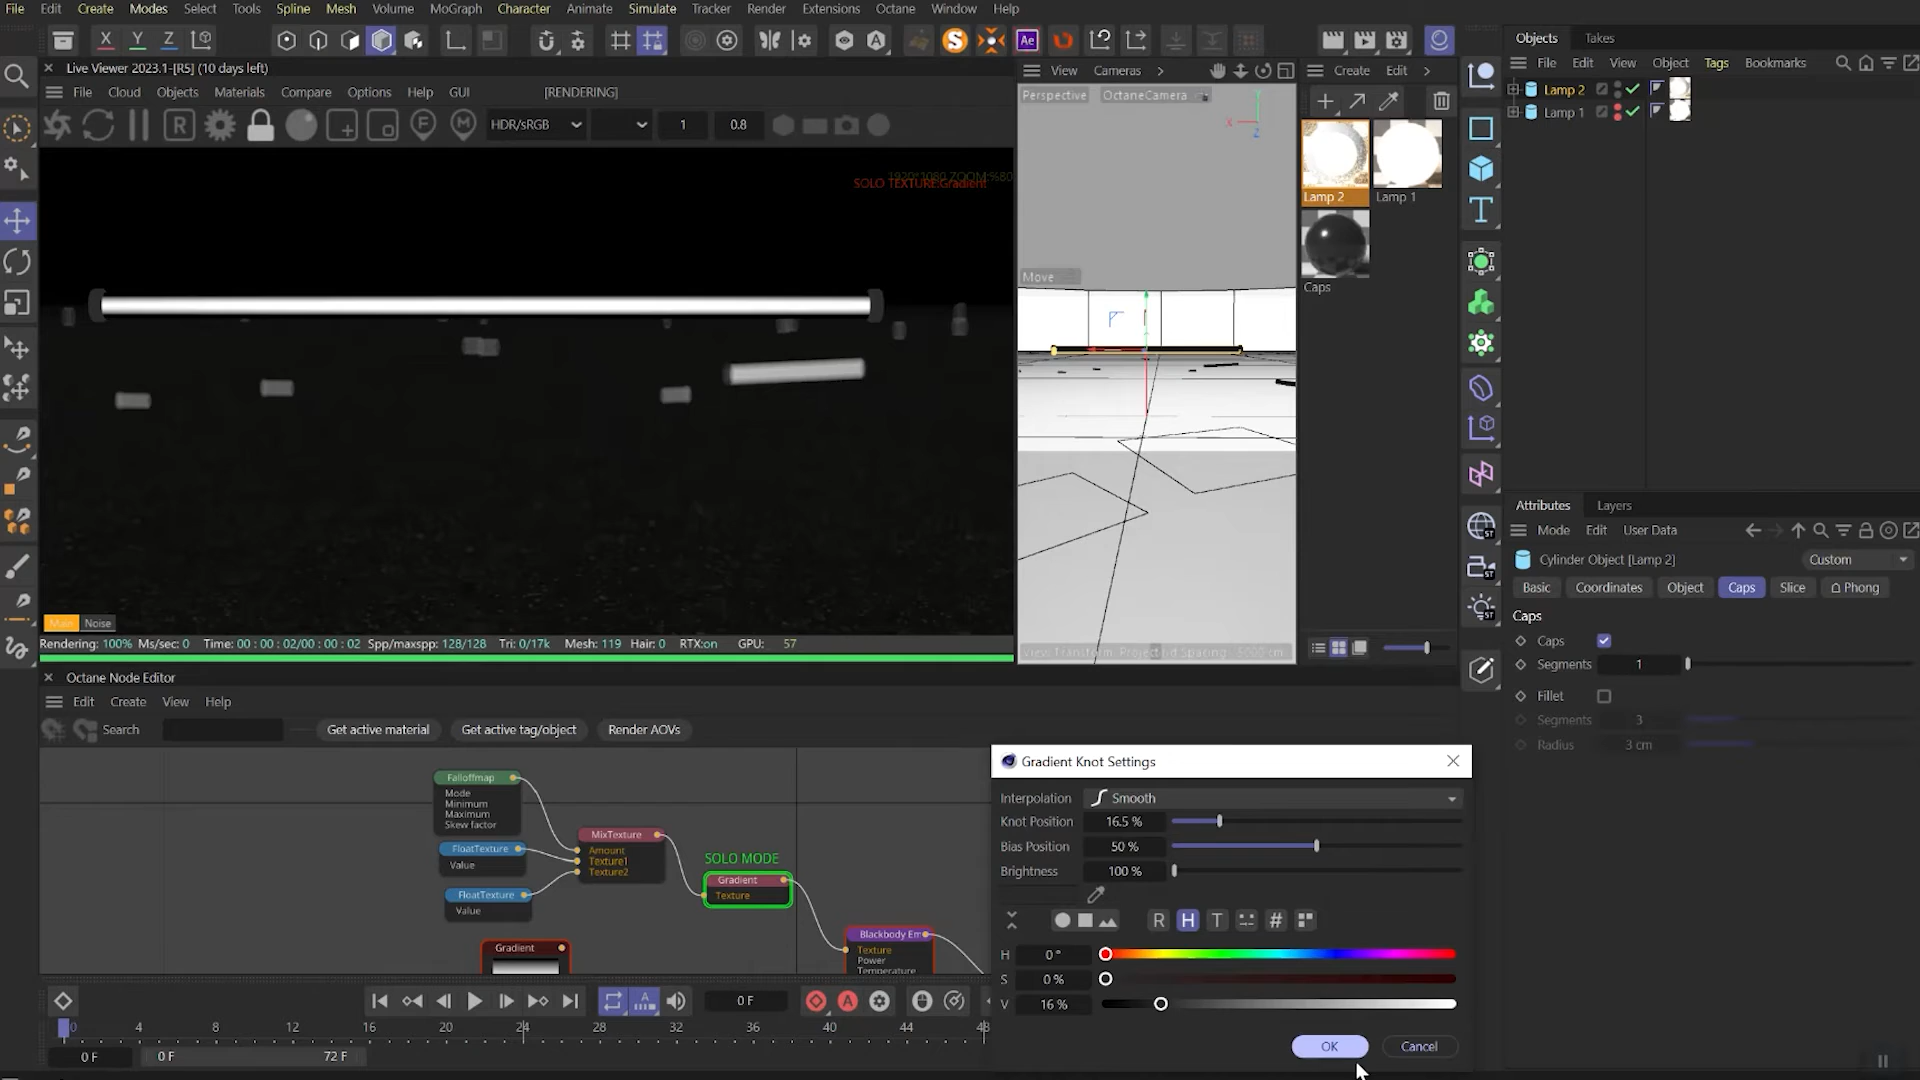 File Edit Create Modes Select Tools Spline Mesh Volume MoGraph Character Animate Simulate Tracker Render Extensions Octane Window Help
X Y Z
S Ae
Objects Takes
Live Viewer 2023.1-[R5] (10 days left)
View Cameras
Create Edit
File Edit View Object Tags Bookmarks
File Cloud Objects Materials Compare Options Help GUI [RENDERING]
Perspective OctaneCamera
Lamp 2
Lamp 1
R F M HDR/sRGB 1 0.8
SOLO TEXTURE:Gradient
Lamp 2 Lamp 1
Move
Caps
Attributes Layers
Mode Edit User Data
Cylinder Object [Lamp 2] Custom
Basic Coordinates Object Caps Slice Phong
Caps
Caps
Segments 1
Fillet
Segments 3
Radius 3 cm
Main Noise
Rendering: 100% Ms/sec: 0 Time: 00 : 00 : 02/00 : 00 : 02 Spp/maxspp: 128/128 Tri: 0/17k Mesh: 119 Hair: 0 RTX:on GPU: 57
Octane Node Editor
Edit Create View Help
Search Get active material Get active tag/object Render AOVs
Falloffmap
Mode
Minimum
Maximum
Skew factor
FloatTexture
Value
FloatTexture
Value
MixTexture
Amount
Texture1
Texture2
SOLO MODE
Gradient
Texture
Gradient
Blackbody Em
Texture
Power
Temperature
Gradient Knot Settings
Interpolation Smooth
Knot Position 16.5 %
Bias Position 50 %
Brightness 100 %
R H T #
H 0 °
S 0 %
V 16 %
OK Cancel
0 F
0 4 8 12 16 20 24 28 32 36 40 44 48
0 F 0 F 72 F